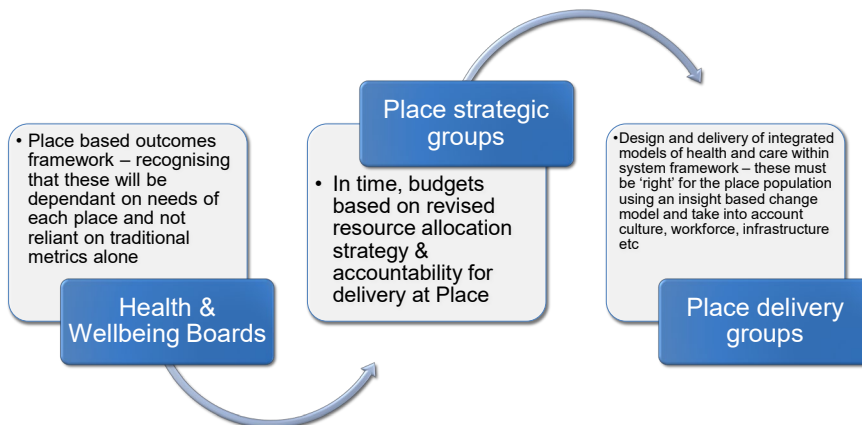 • Place based outcomes
framework – recognising
that these will be
dependant on needs of
each place and not
reliant on traditional
metrics alone
Health &
Wellbeing Boards
Place strategic
groups
• In time, budgets
based on revised
resource allocation
strategy &
accountability for
delivery at Place
•Design and delivery of integrated
models of health and care within
system framework – these must
be ‘right’ for the place population
using an insight based change
model and take into account
culture, workforce, infrastructure
etc
Place delivery
groups